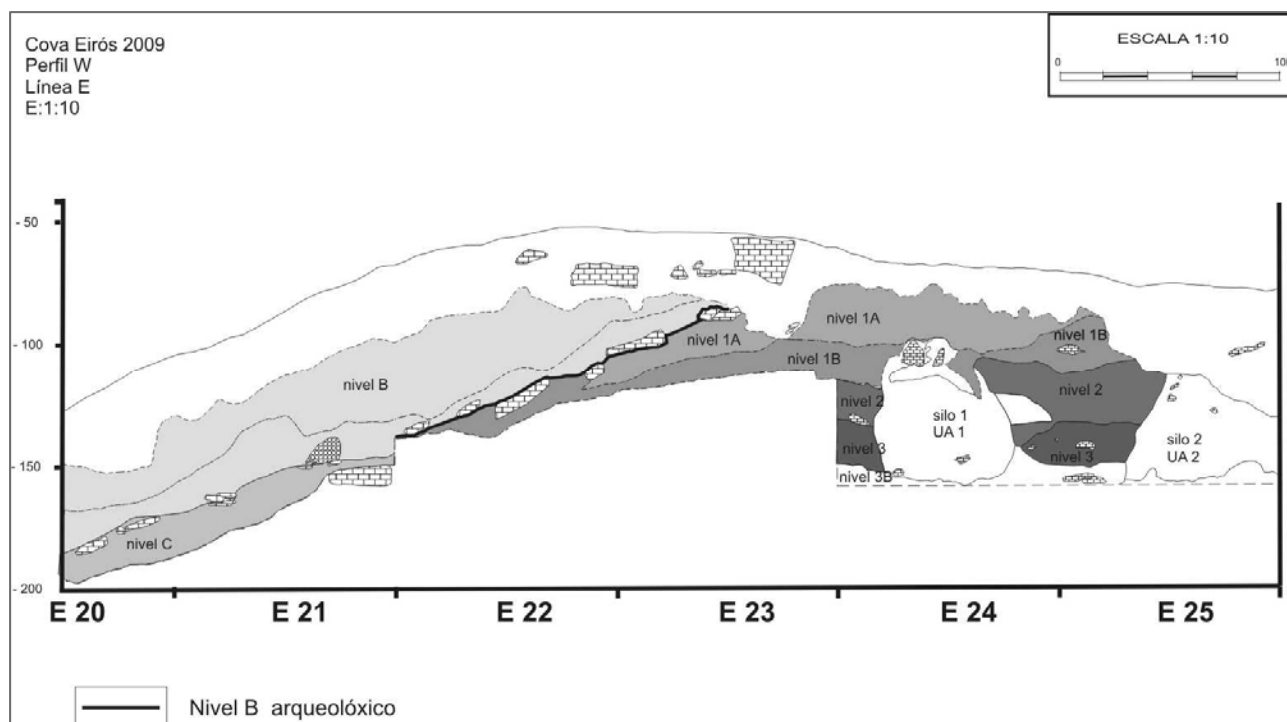 Cova Eirós 2009
Perfil W
Línea E
E:1:10
ESCALA 1:10
0
- 50
- 100
- 150
- 200
nivel B
nivel C
nivel 1A
nivel 1B
nivel 1A
nivel 1B
nivel 2
nivel 3
nivel 3B
silo 1
UA 1
nivel 2
nivel 3
silo 2
UA 2
E 20 E 21 E 22 E 23 E 24 E 25
Nivel B arqueolóxico